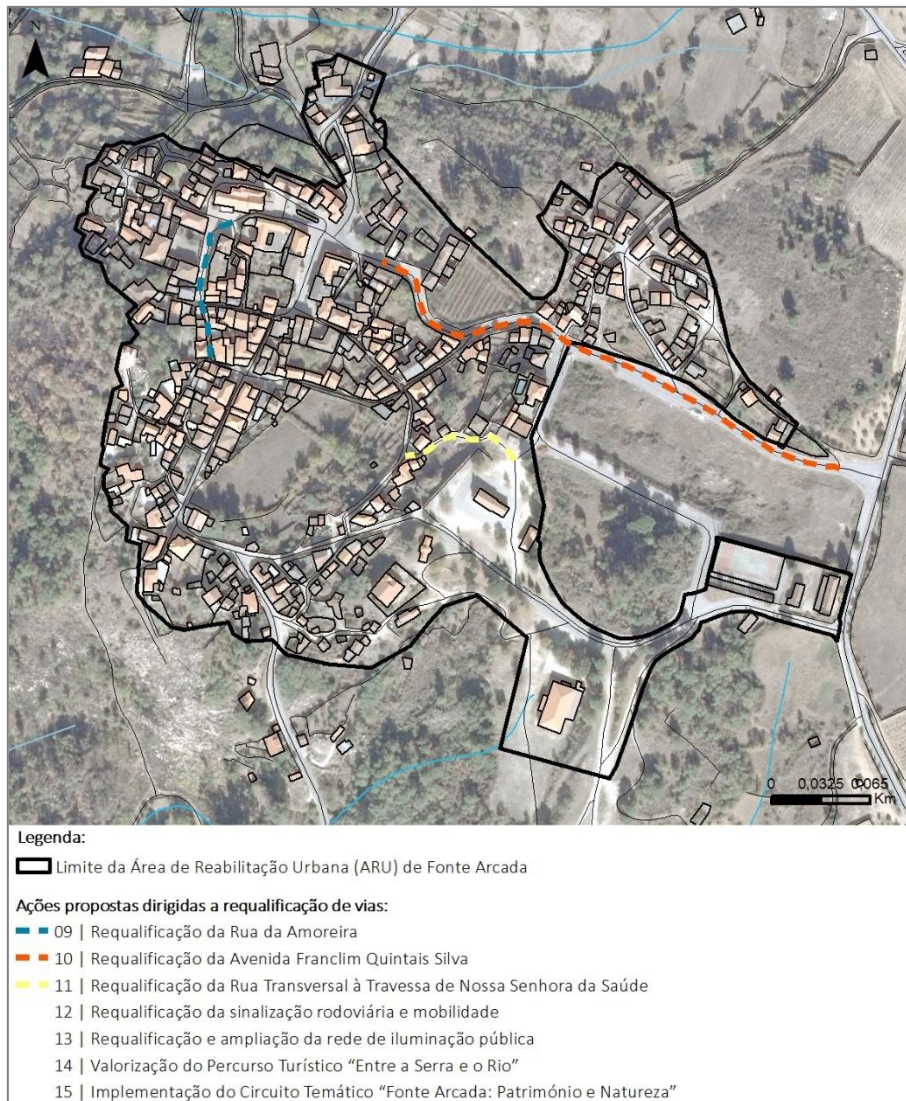 N
0 0,0325 0,065
Km
Legenda:
Limite da Área de Reabilitação Urbana (ARU) de Fonte Arcada
Ações propostas dirigidas a requalificação de vias:
09 | Requalificação da Rua da Amoreira
10 | Requalificação da Avenida Franclim Quintais Silva
11 | Requalificação da Rua Transversal à Travessa de Nossa Senhora da Saúde
12 | Requalificação da sinalização rodoviária e mobilidade
13 | Requalificação e ampliação da rede de iluminação pública
14 | Valorização do Percurso Turístico “Entre a Serra e o Rio”
15 | Implementação do Circuito Temático “Fonte Arcada: Património e Natureza”